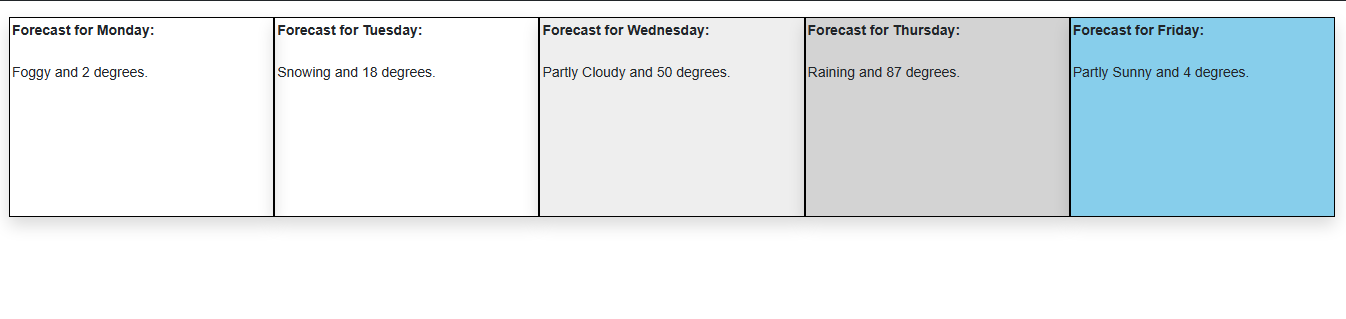 Forecast for Monday:
Foggy and 2 degrees.
Forecast for Tuesday:
Snowing and 18 degrees.
Forecast for Wednesday:
Partly Cloudy and 50 degrees.
Forecast for Thursday:
Raining and 87 degrees.
Forecast for Friday:
Partly Sunny and 4 degrees.